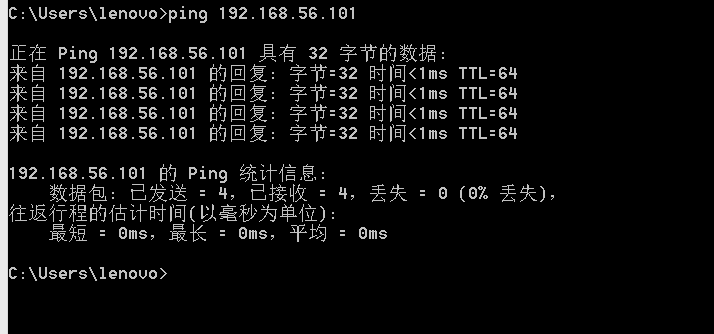 C:\Users\lenovo>ping 192.168.56.101
正在 Ping 192.168.56.101 具有 32 字节的数据:
来自 192.168.56.101 的回复: 字节=32 时间<1ms TTL=64
来自 192.168.56.101 的回复: 字节=32 时间<1ms TTL=64
来自 192.168.56.101 的回复: 字节=32 时间<1ms TTL=64
来自 192.168.56.101 的回复: 字节=32 时间<1ms TTL=64
192.168.56.101 的 Ping 统计信息:
数据包: 已发送 = 4，已接收 = 4，丢失 = 0 (0% 丢失)，
往返行程的估计时间(以毫秒为单位):
最短 = 0ms，最长 = 0ms，平均 = 0ms
C:\Users\lenovo>